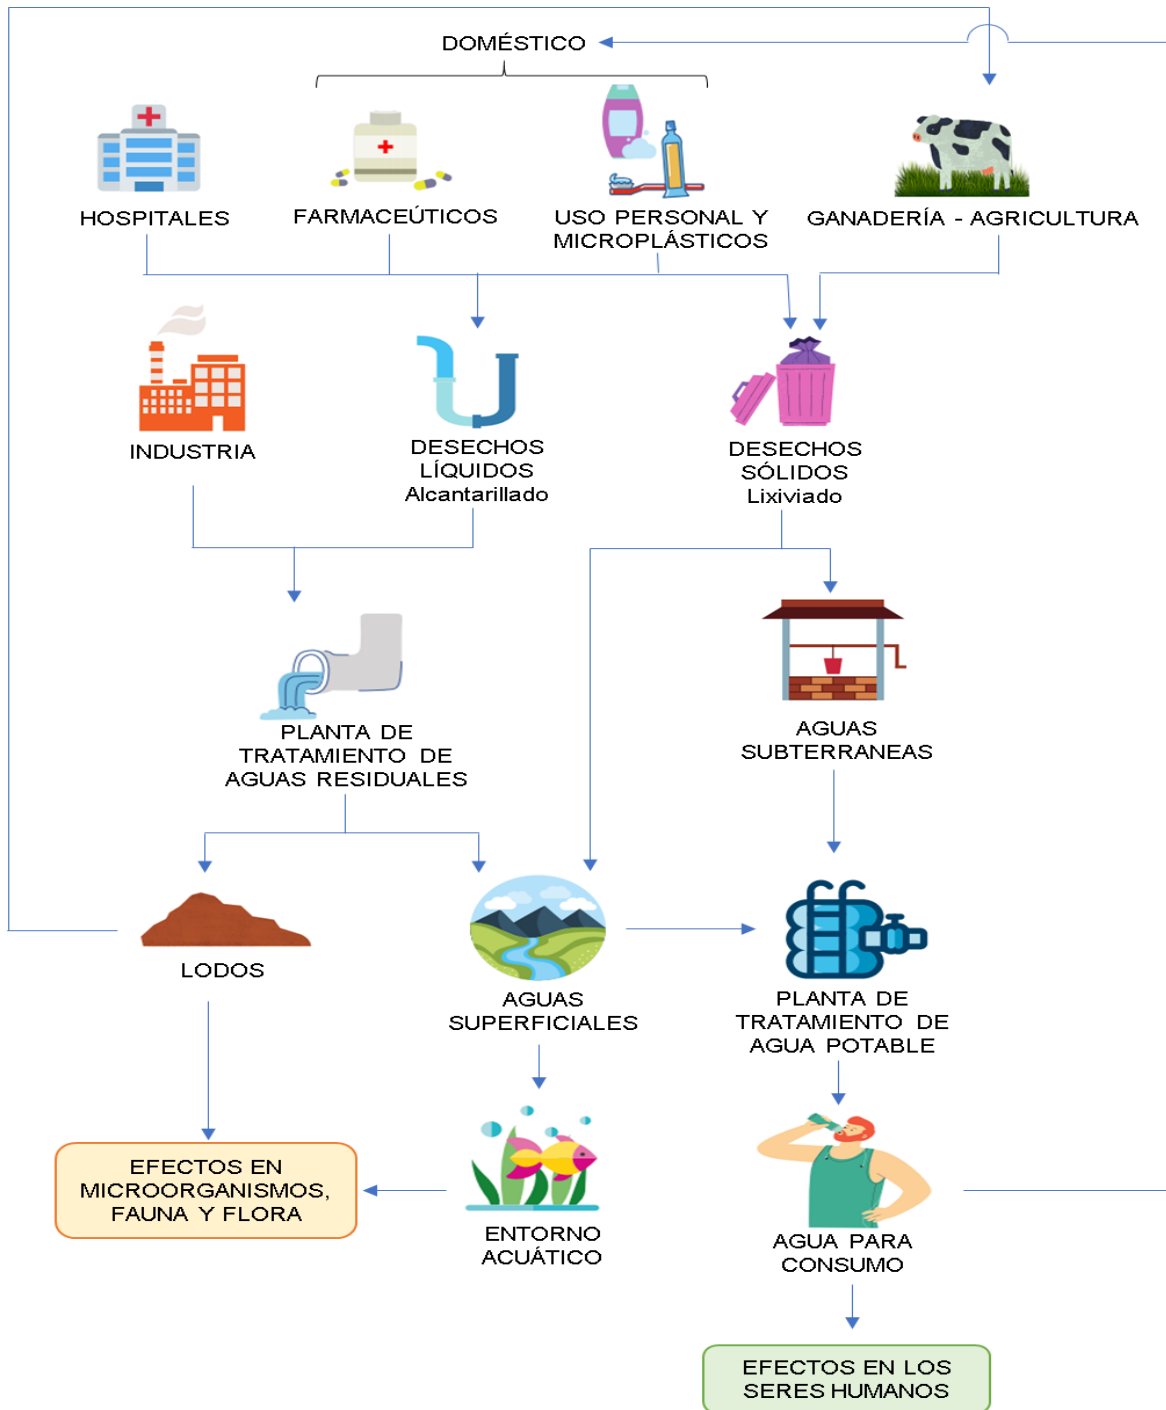 DOMÉSTICO
HOSPITALES
FARMACEÚTICOS
USO PERSONAL Y
MICROPLÁSTICOS
GANADERÍA - AGRICULTURA
INDUSTRIA
DESECHOS
LÍQUIDOS
Alcantarillado
DESECHOS
SÓLIDOS
Lixiviado
PLANTA DE
TRATAMIENTO DE
AGUAS RESIDUALES
AGUAS
SUBTERRANEAS
LODOS
AGUAS
SUPERFICIALES
PLANTA DE
TRATAMIENTO DE
AGUA POTABLE
EFECTOS EN
MICROORGANISMOS,
FAUNA Y FLORA
ENTORNO
ACUÁTICO
AGUA PARA
CONSUMO
EFECTOS EN LOS
SERES HUMANOS